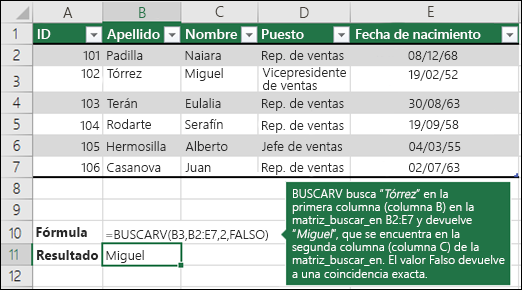 A B C D E
1 ID Apellido Nombre Puesto Fecha de nacimiento
2 101 Padilla Naiara Rep. de ventas 08/12/68
3 102 Tórrez Miguel Vicepresidente de ventas 19/02/52
4 103 Terán Eulalia Rep. de ventas 30/08/63
5 104 Rodarte Serafín Rep. de ventas 19/09/58
6 105 Hermosilla Alberto Jefe de ventas 04/03/55
7 106 Casanova Juan Rep. de ventas 02/07/63
8
9
10 Fórmula =BUSCARV(B3,B2:E7,2,FALSO)
11 Resultado Miguel
12
BUSCARV busca "Tórrez" en la
primera columna (columna B) en la
matriz_buscar_en B2:E7 y devuelve
"Miguel", que se encuentra en la
segunda columna (columna C) de la
matriz_buscar_en. El valor Falso devuelve
a una coincidencia exacta.